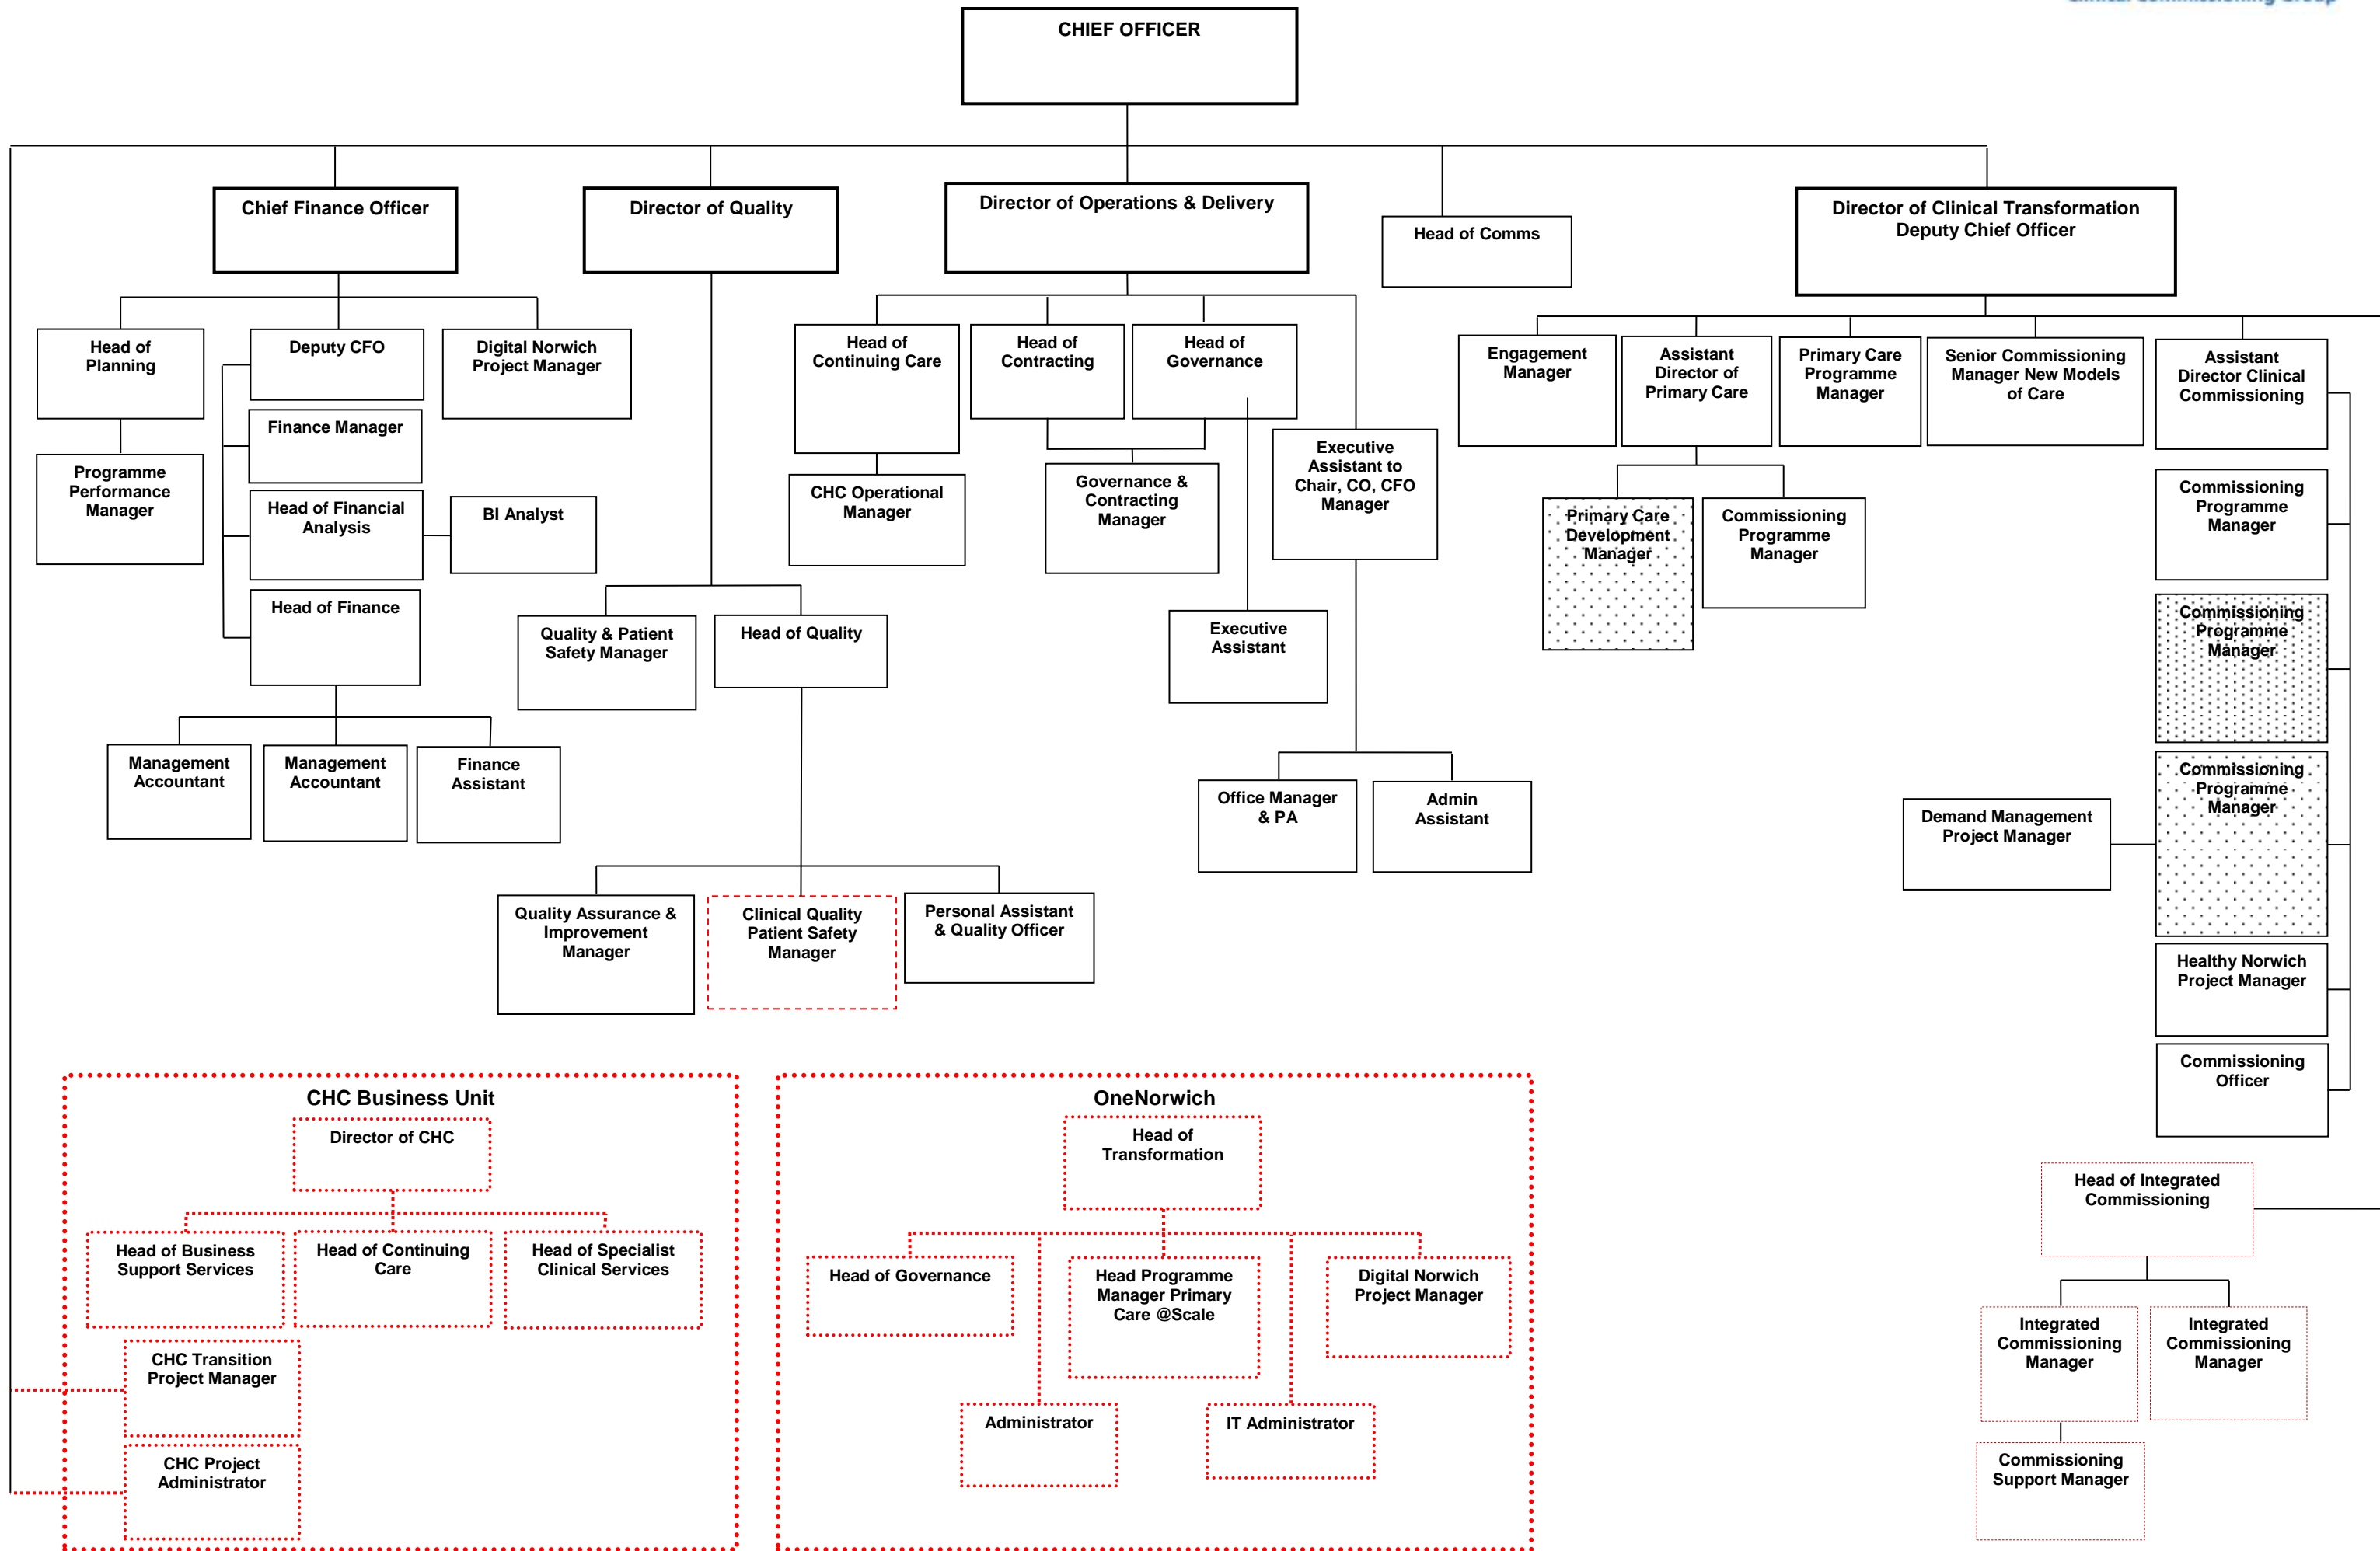 Clinical Commissioning Group
CHIEF OFFICER
Chief Finance Officer
Director of Quality
Director of Operations & Delivery
Head of Comms
Director of Clinical Transformation
Deputy Chief Officer
Head of
Planning
Deputy CFO
Digital Norwich
Project Manager
Head of
Continuing Care
Head of
Contracting
Head of
Governance
Engagement
Manager
Assistant
Director of
Primary Care
Primary Care
Programme
Manager
Senior Commissioning
Manager New Models
of Care
Assistant
Director Clinical
Commissioning
Finance Manager
Programme
Performance
Manager
Head of Financial
Analysis
BI Analyst
CHC Operational
Manager
Governance &
Contracting
Manager
Executive
Assistant to
Chair, CO, CFO
Manager
Primary Care
Development
Manager
Commissioning
Programme
Manager
Commissioning
Programme
Manager
Head of Finance
Quality & Patient
Safety Manager
Head of Quality
Executive
Assistant
Commissioning
Programme
Manager
Management
Accountant
Management
Accountant
Finance
Assistant
Office Manager
& PA
Admin
Assistant
Demand Management
Project Manager
Commissioning
Programme
Manager
Quality Assurance &
Improvement
Manager
Clinical Quality
Patient Safety
Manager
Personal Assistant
& Quality Officer
Healthy Norwich
Project Manager
Commissioning
Officer
CHC Business Unit
Director of CHC
Head of Business
Support Services
Head of Continuing
Care
Head of Specialist
Clinical Services
CHC Transition
Project Manager
CHC Project
Administrator
OneNorwich
Head of
Transformation
Head of Governance
Head Programme
Manager Primary
Care @Scale
Digital Norwich
Project Manager
Administrator
IT Administrator
Head of Integrated
Commissioning
Integrated
Commissioning
Manager
Integrated
Commissioning
Manager
Commissioning
Support Manager